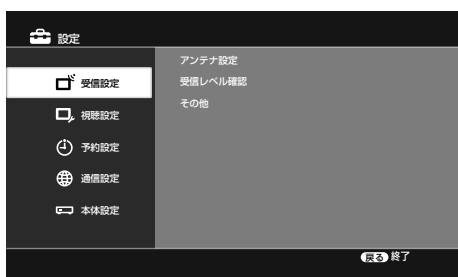 設定
受信設定
視聴設定
予約設定
通信設定
本体設定
アンテナ設定
受信レベル確認
その他
戻る 終了